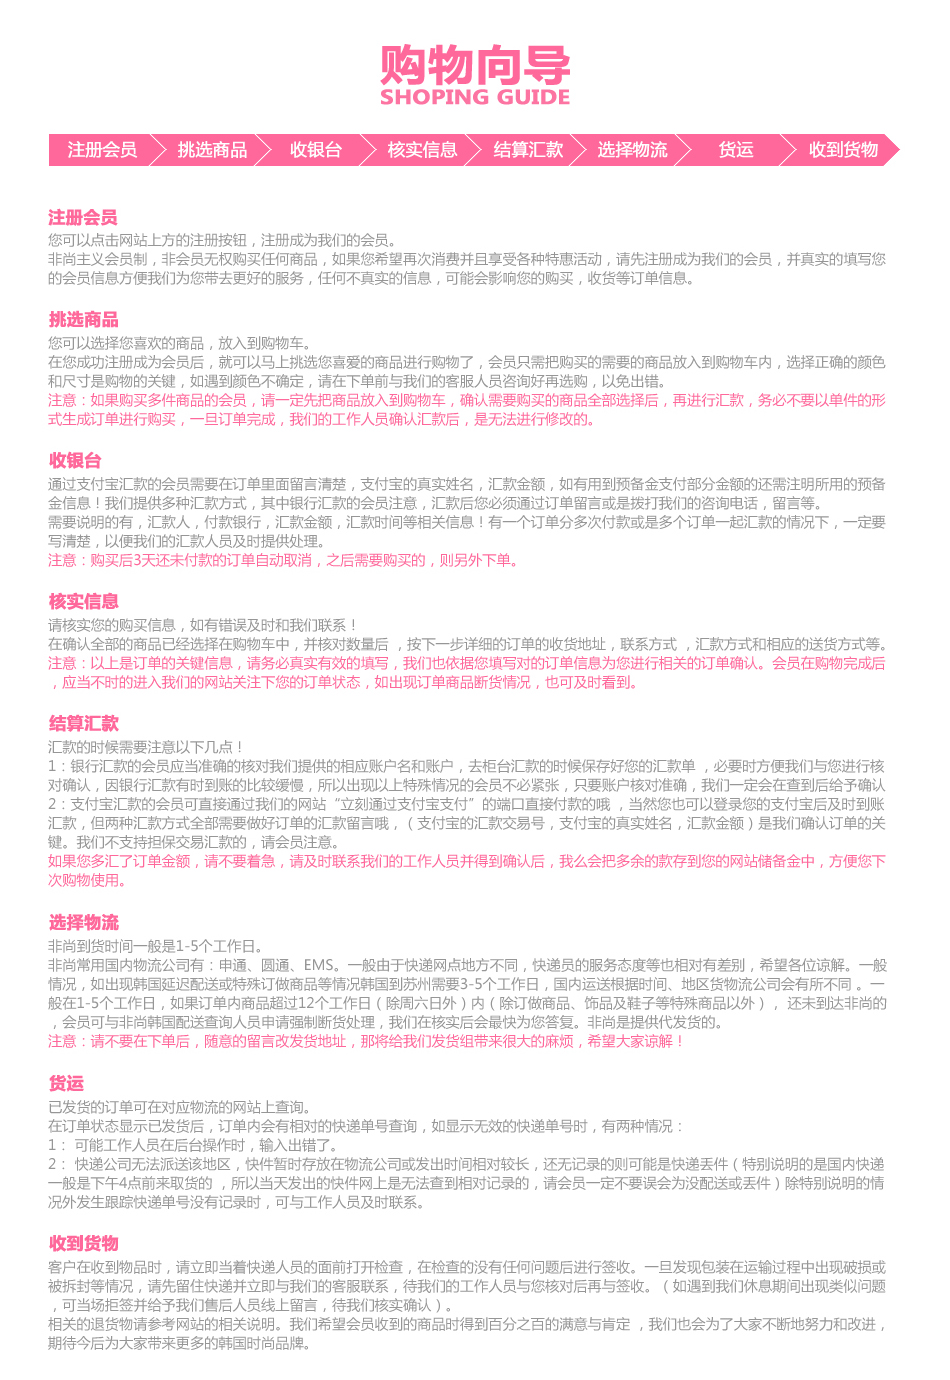 购物向导
SHOPING GUIDE
注册会员 挑选商品 收银台 核实信息 结算汇款 选择物流 货运 收到货物
注册会员
您可以点击网站上方的注册按钮，注册成为我们的会员。
非尚主义会员制，非会员无权购买任何商品，如果您希望再次消费并且享受各种特惠活动，请先注册成为我们的会员，并真实的填写您
的会员信息方便我们为您带去更好的服务，任何不真实的信息，可能会影响您的购买，收货等订单信息。
挑选商品
您可以选择您喜欢的商品，放入到购物车。
在您成功注册成为会员后，就可以马上挑选您喜爱的商品进行购物了，会员只需把购买的需要的商品放入到购物车内，选择正确的颜色
和尺寸是购物的关键，如遇到颜色不确定，请在下单前与我们的客服人员咨询好再选购，以免出错。
注意：如果购买多件商品的会员，请一定先把商品放入到购物车，确认需要购买的商品全部选择后，再进行汇款，务必不要以单件的形
式生成订单进行购买，一旦订单完成，我们的工作人员确认汇款后，是无法进行修改的。
收银台
通过支付宝汇款的会员需要在订单里面留言清楚，支付宝的真实姓名，汇款金额，如有用到预备金支付部分金额的还需注明所用的预备
金信息！我们提供多种汇款方式，其中银行汇款的会员注意，汇款后您必须通过订单留言或是拨打我们的咨询电话，留言等。
需要说明的有，汇款人，付款银行，汇款金额，汇款时间等相关信息！有一个订单分多次付款或是多个订单一起汇款的情况下，一定要
写清楚，以便我们的汇款人员及时提供处理。
注意：购买后3天还未付款的订单自动取消，之后需要购买的，则另外下单。
核实信息
请核实您的购买信息，如有错误及时和我们联系！
在确认全部的商品已经选择在购物车中，并核对数量后 ，按下一步详细的订单的收货地址，联系方式 ，汇款方式和相应的送货方式等。
注意：以上是订单的关键信息，请务必真实有效的填写，我们也依据您填写对的订单信息为您进行相关的订单确认。会员在购物完成后
，应当不时的进入我们的网站关注下您的订单状态，如出现订单商品断货情况，也可及时看到。
结算汇款
汇款的时候需要注意以下几点！
1：银行汇款的会员应当准确的核对我们提供的相应账户名和账户，去柜台汇款的时候保存好您的汇款单 ，必要时方便我们与您进行核
对确认，因银行汇款有时到账的比较缓慢，所以出现以上特殊情况的会员不必紧张，只要账户核对准确，我们一定会在查到后给予确认
2：支付宝汇款的会员可直接通过我们的网站“立刻通过支付宝支付”的端口直接付款的哦 ，当然您也可以登录您的支付宝后及时到账
汇款，但两种汇款方式全部需要做好订单的汇款留言哦，（支付宝的汇款交易号，支付宝的真实姓名，汇款金额）是我们确认订单的关
键。我们不支持担保交易汇款的，请会员注意。
如果您多汇了订单金额，请不要着急，请及时联系我们的工作人员并得到确认后，我么会把多余的款存到您的网站储备金中，方便您下
次购物使用。
选择物流
非尚到货时间一般是1-5个工作日。
非尚常用国内物流公司有：申通、圆通、EMS。一般由于快递网点地方不同，快递员的服务态度等也相对有差别，希望各位谅解。一般
情况，如出现韩国延迟配送或特殊订做商品等情况韩国到苏州需要3-5个工作日，国内运送根据时间、地区货物流公司会有所不同 。一
般在1-5个工作日，如果订单内商品超过12个工作日（除周六日外）内（除订做商品、饰品及鞋子等特殊商品以外）， 还未到达非尚的
，会员可与非尚韩国配送查询人员申请强制断货处理，我们在核实后会最快为您答复。非尚是提供代发货的。
注意：请不要在下单后，随意的留言改发货地址，那将给我们发货组带来很大的麻烦，希望大家谅解！
货运
已发货的订单可在对应物流的网站上查询。
在订单状态显示已发货后，订单内会有相对的快递单号查询，如显示无效的快递单号时，有两种情况：
1： 可能工作人员在后台操作时，输入出错了。
2： 快递公司无法派送该地区，快件暂时存放在物流公司或发出时间相对较长，还无记录的则可能是快递丢件（特别说明的是国内快递
一般是下午4点前来取货的 ，所以当天发出的快件网上是无法查到相对记录的，请会员一定不要误会为没配送或丢件）除特别说明的情
况外发生跟踪快递单号没有记录时，可与工作人员及时联系。
收到货物
客户在收到物品时，请立即当着快递人员的面前打开检查，在检查的没有任何问题后进行签收。一旦发现包装在运输过程中出现破损或
被拆封等情况，请先留住快递并立即与我们的客服联系，待我们的工作人员与您核对后再与签收。（如遇到我们休息期间出现类似问题
，可当场拒签并给予我们售后人员线上留言，待我们核实确认）。
相关的退货物请参考网站的相关说明。我们希望会员收到的商品时得到百分之百的满意与肯定 ，我们也会为了大家不断地努力和改进，
期待今后为大家带来更多的韩国时尚品牌。